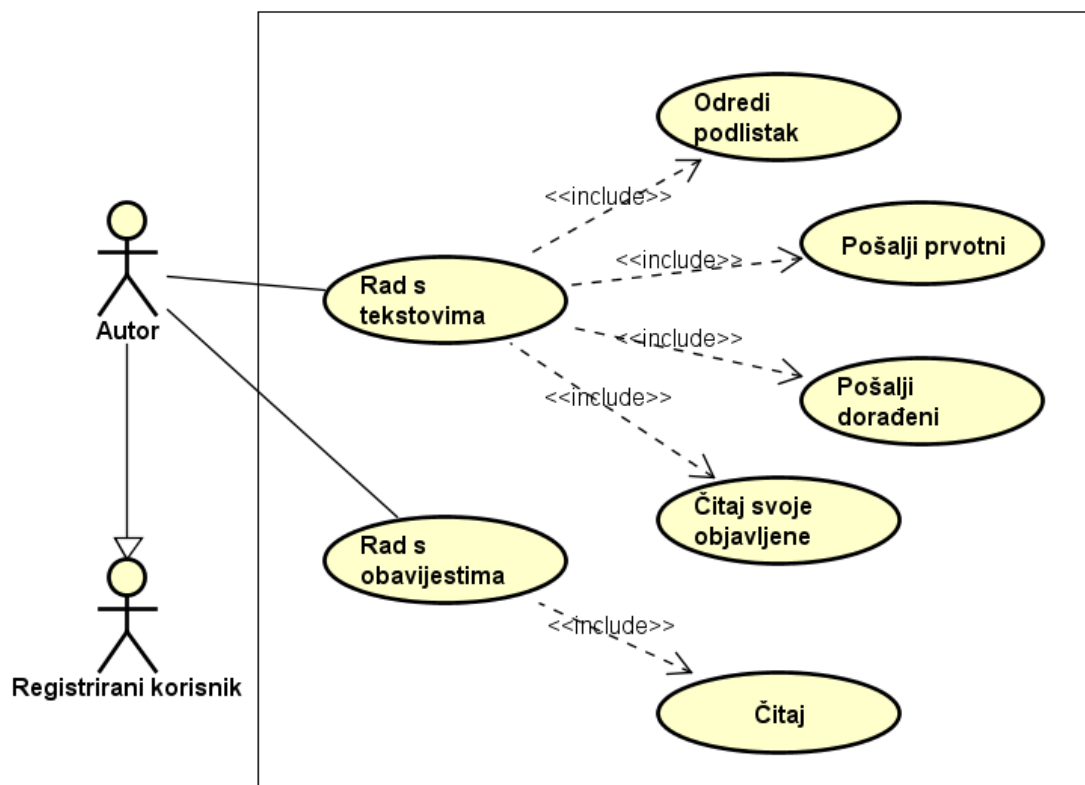 Odredi
podlistak
<<include>>
Pošalji prvotni
<<include>>
Rad s
tekstovima
Autor
<<include>>
Pošalji
dorađeni
<<include>>
Čitaj svoje
objavljene
Rad s
obavijestima
<<include>>
Registrirani korisnik
Čitaj